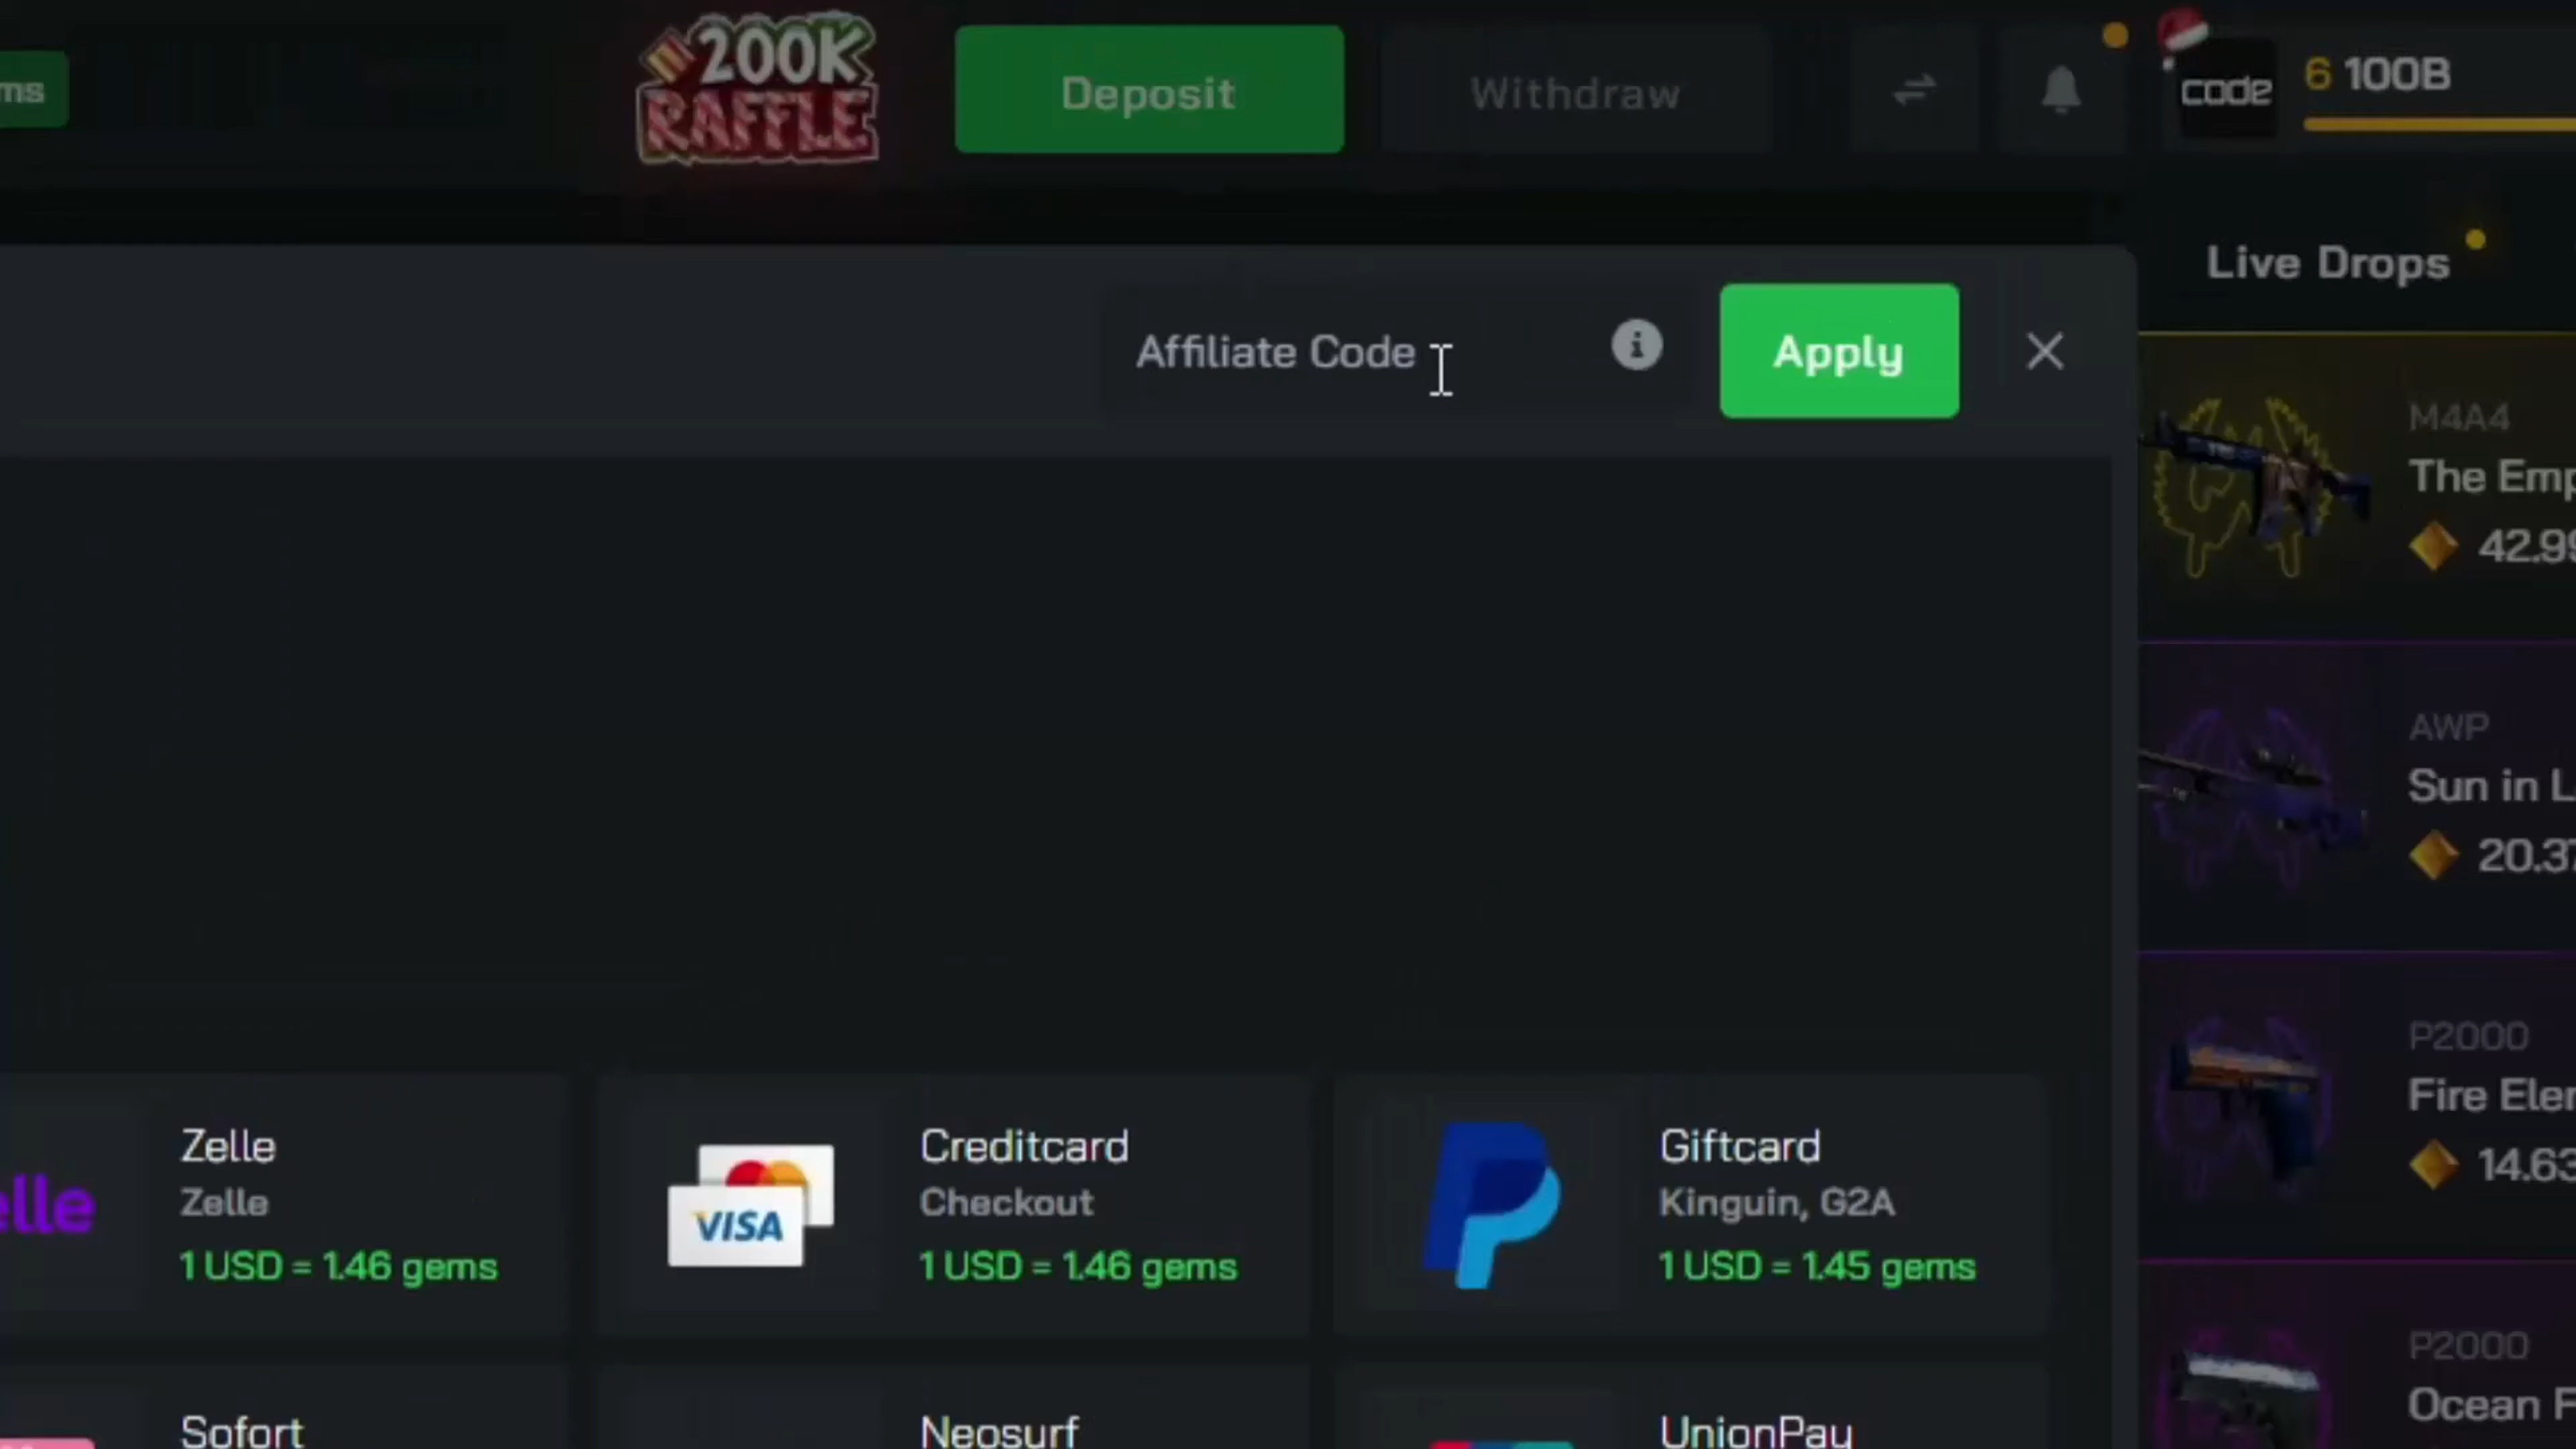 ms
200K
RAFFLE
Deposit
Withdraw
code
6 100B
Live Drops
Affiliate Code
Apply
M4A4
The Emp
42.99
AWP
Sun in L
20.37
P2000
Fire Elem
14.63
P2000
Ocean F
elle
Zelle
Zelle
1 USD = 1.46 gems
VISA
Creditcard
Checkout
1 USD = 1.46 gems
Giftcard
Kinguin, G2A
1 USD = 1.45 gems
Sofort
Neosurf
UnionPay